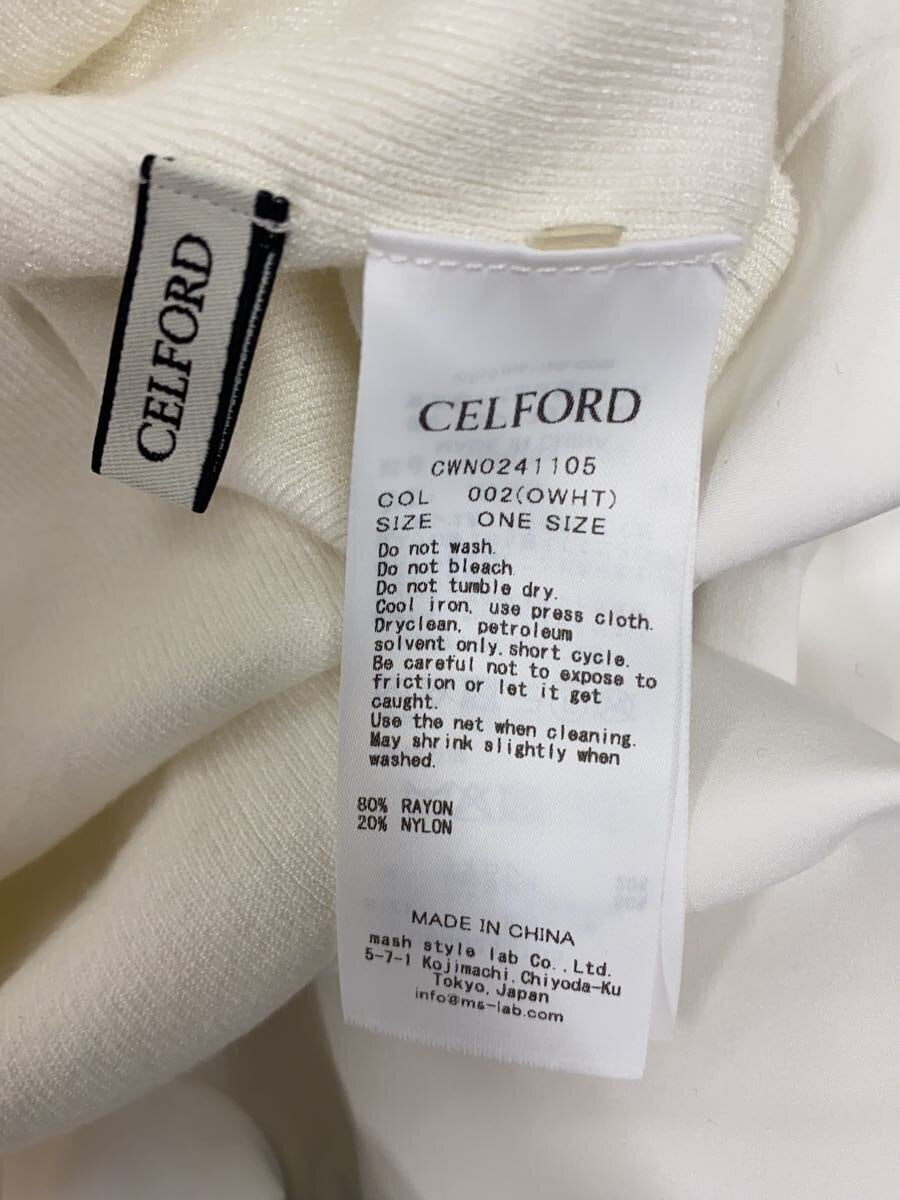 CELFORD
CELFORD
CWNO241105
COL 002(OWHT)
SIZE ONE SIZE
Do not wash.
Do not bleach.
Do not tumble dry.
Cool iron, use press cloth.
Dryclean, petroleum
solvent only.short cycle.
Be careful not to expose to
friction or let it get
caught.
Use the net when cleaning.
May shrink slightly when
washed.
80% RAYON
20% NYLON
MADE IN CHINA
mash style lab Co.,Ltd.
5-7-1 Kojimachi,Chiyoda-Ku
Tokyo,Japan
info@ms-lab.com